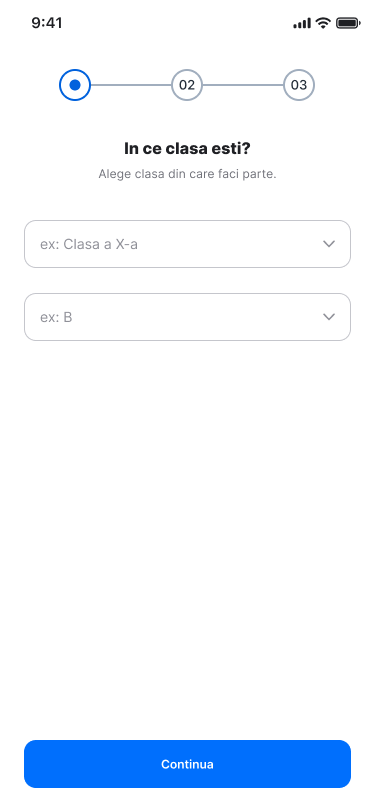 9:41
02
03
In ce clasa esti?
Alege clasa din care faci parte.
ex: Clasa a X-a
ex: B
Continua